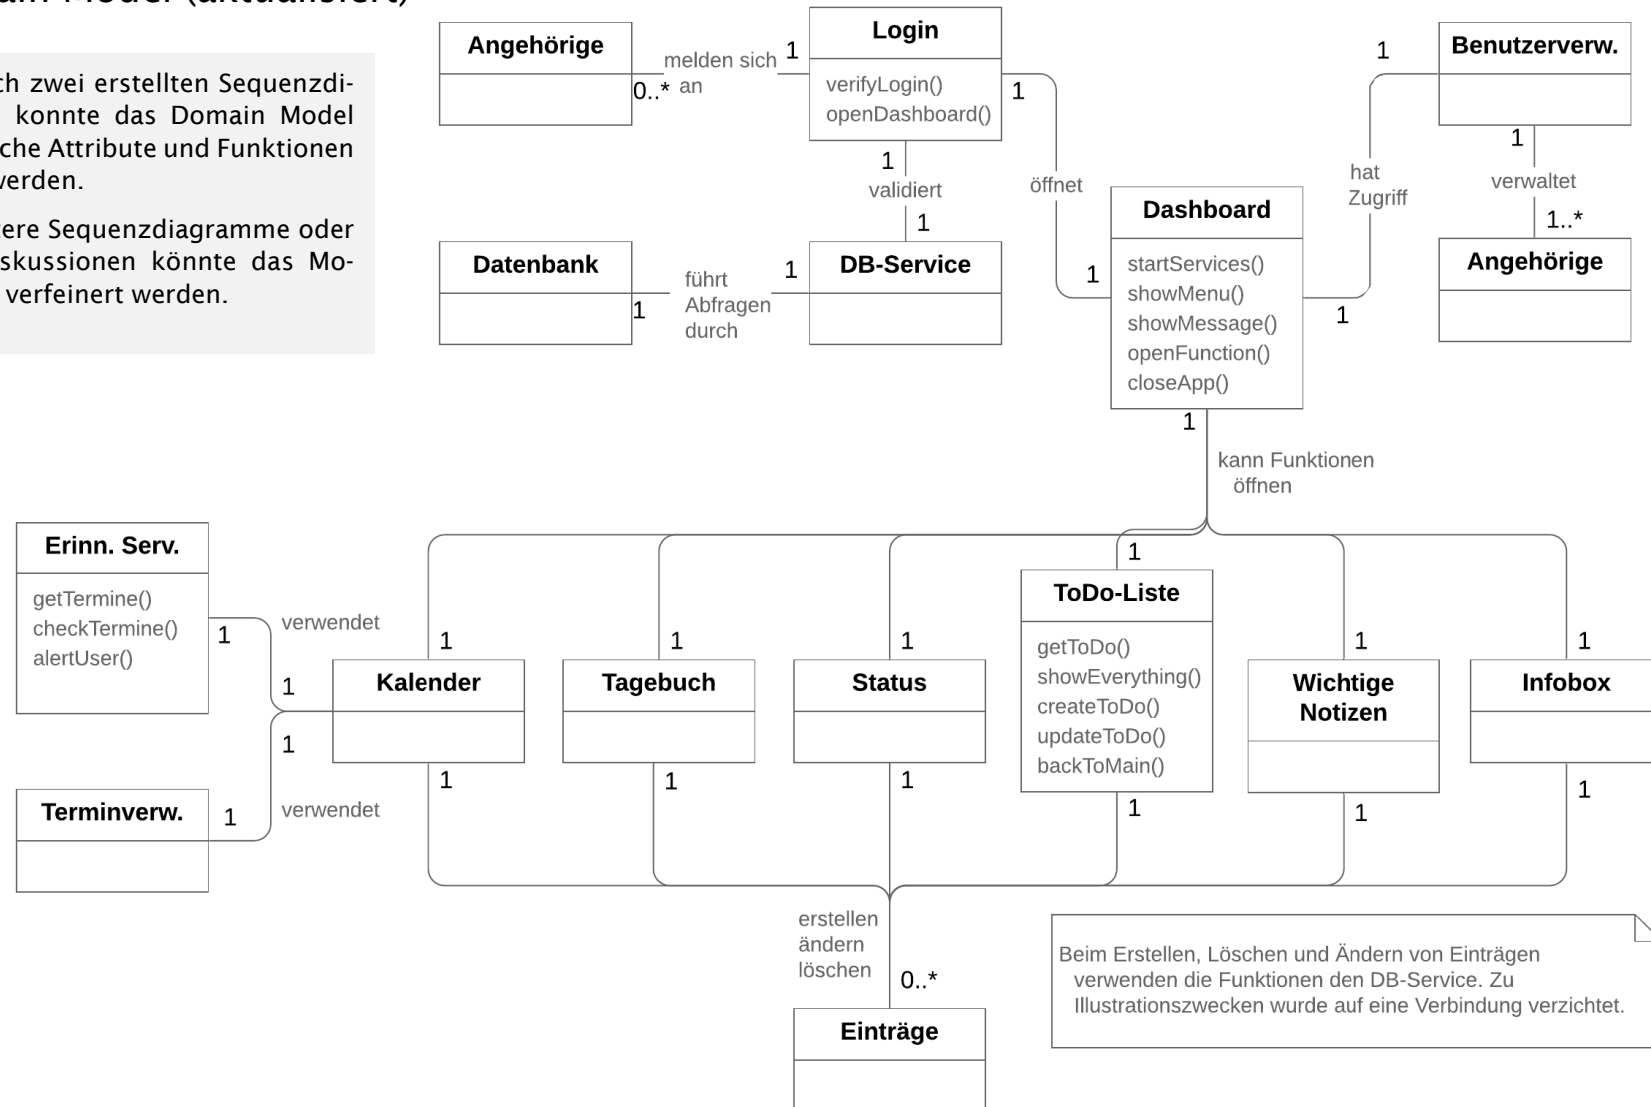 ain Model (aktualisiert)
ch zwei erstellten Sequenzdi-
konnte das Domain Model
che Attribute und Funktionen
verden.
tere Sequenzdiagramme oder
skussionen könnte das Mo-
verfeinert werden.
Angehörige
melden sich
an
0..*
1
Login
verifyLogin()
openDashboard()
1
öffnet
1
1
validiert
1
Datenbank
1
führt
Abfragen
durch
1
DB-Service
Dashboard
startServices()
showMenu()
showMessage()
openFunction()
closeApp()
1
hat
Zugriff
1
Benutzerverw.
1
verwaltet
1..*
Angehörige
1
kann Funktionen
öffnen
Erinn. Serv.
getTermine()
checkTermine()
alertUser()
1
verwendet
1
1
verwendet
1
Terminverw.
1
Kalender
1
1
Tagebuch
1
1
Status
1
1
ToDo-Liste
getToDo()
showEverything()
createToDo()
updateToDo()
backToMain()
1
1
Wichtige
Notizen
1
1
Infobox
1
erstellen
ändern
löschen
0..*
Einträge
Beim Erstellen, Löschen und Ändern von Einträgen
verwenden die Funktionen den DB-Service. Zu
Illustrationszwecken wurde auf eine Verbindung verzichtet.